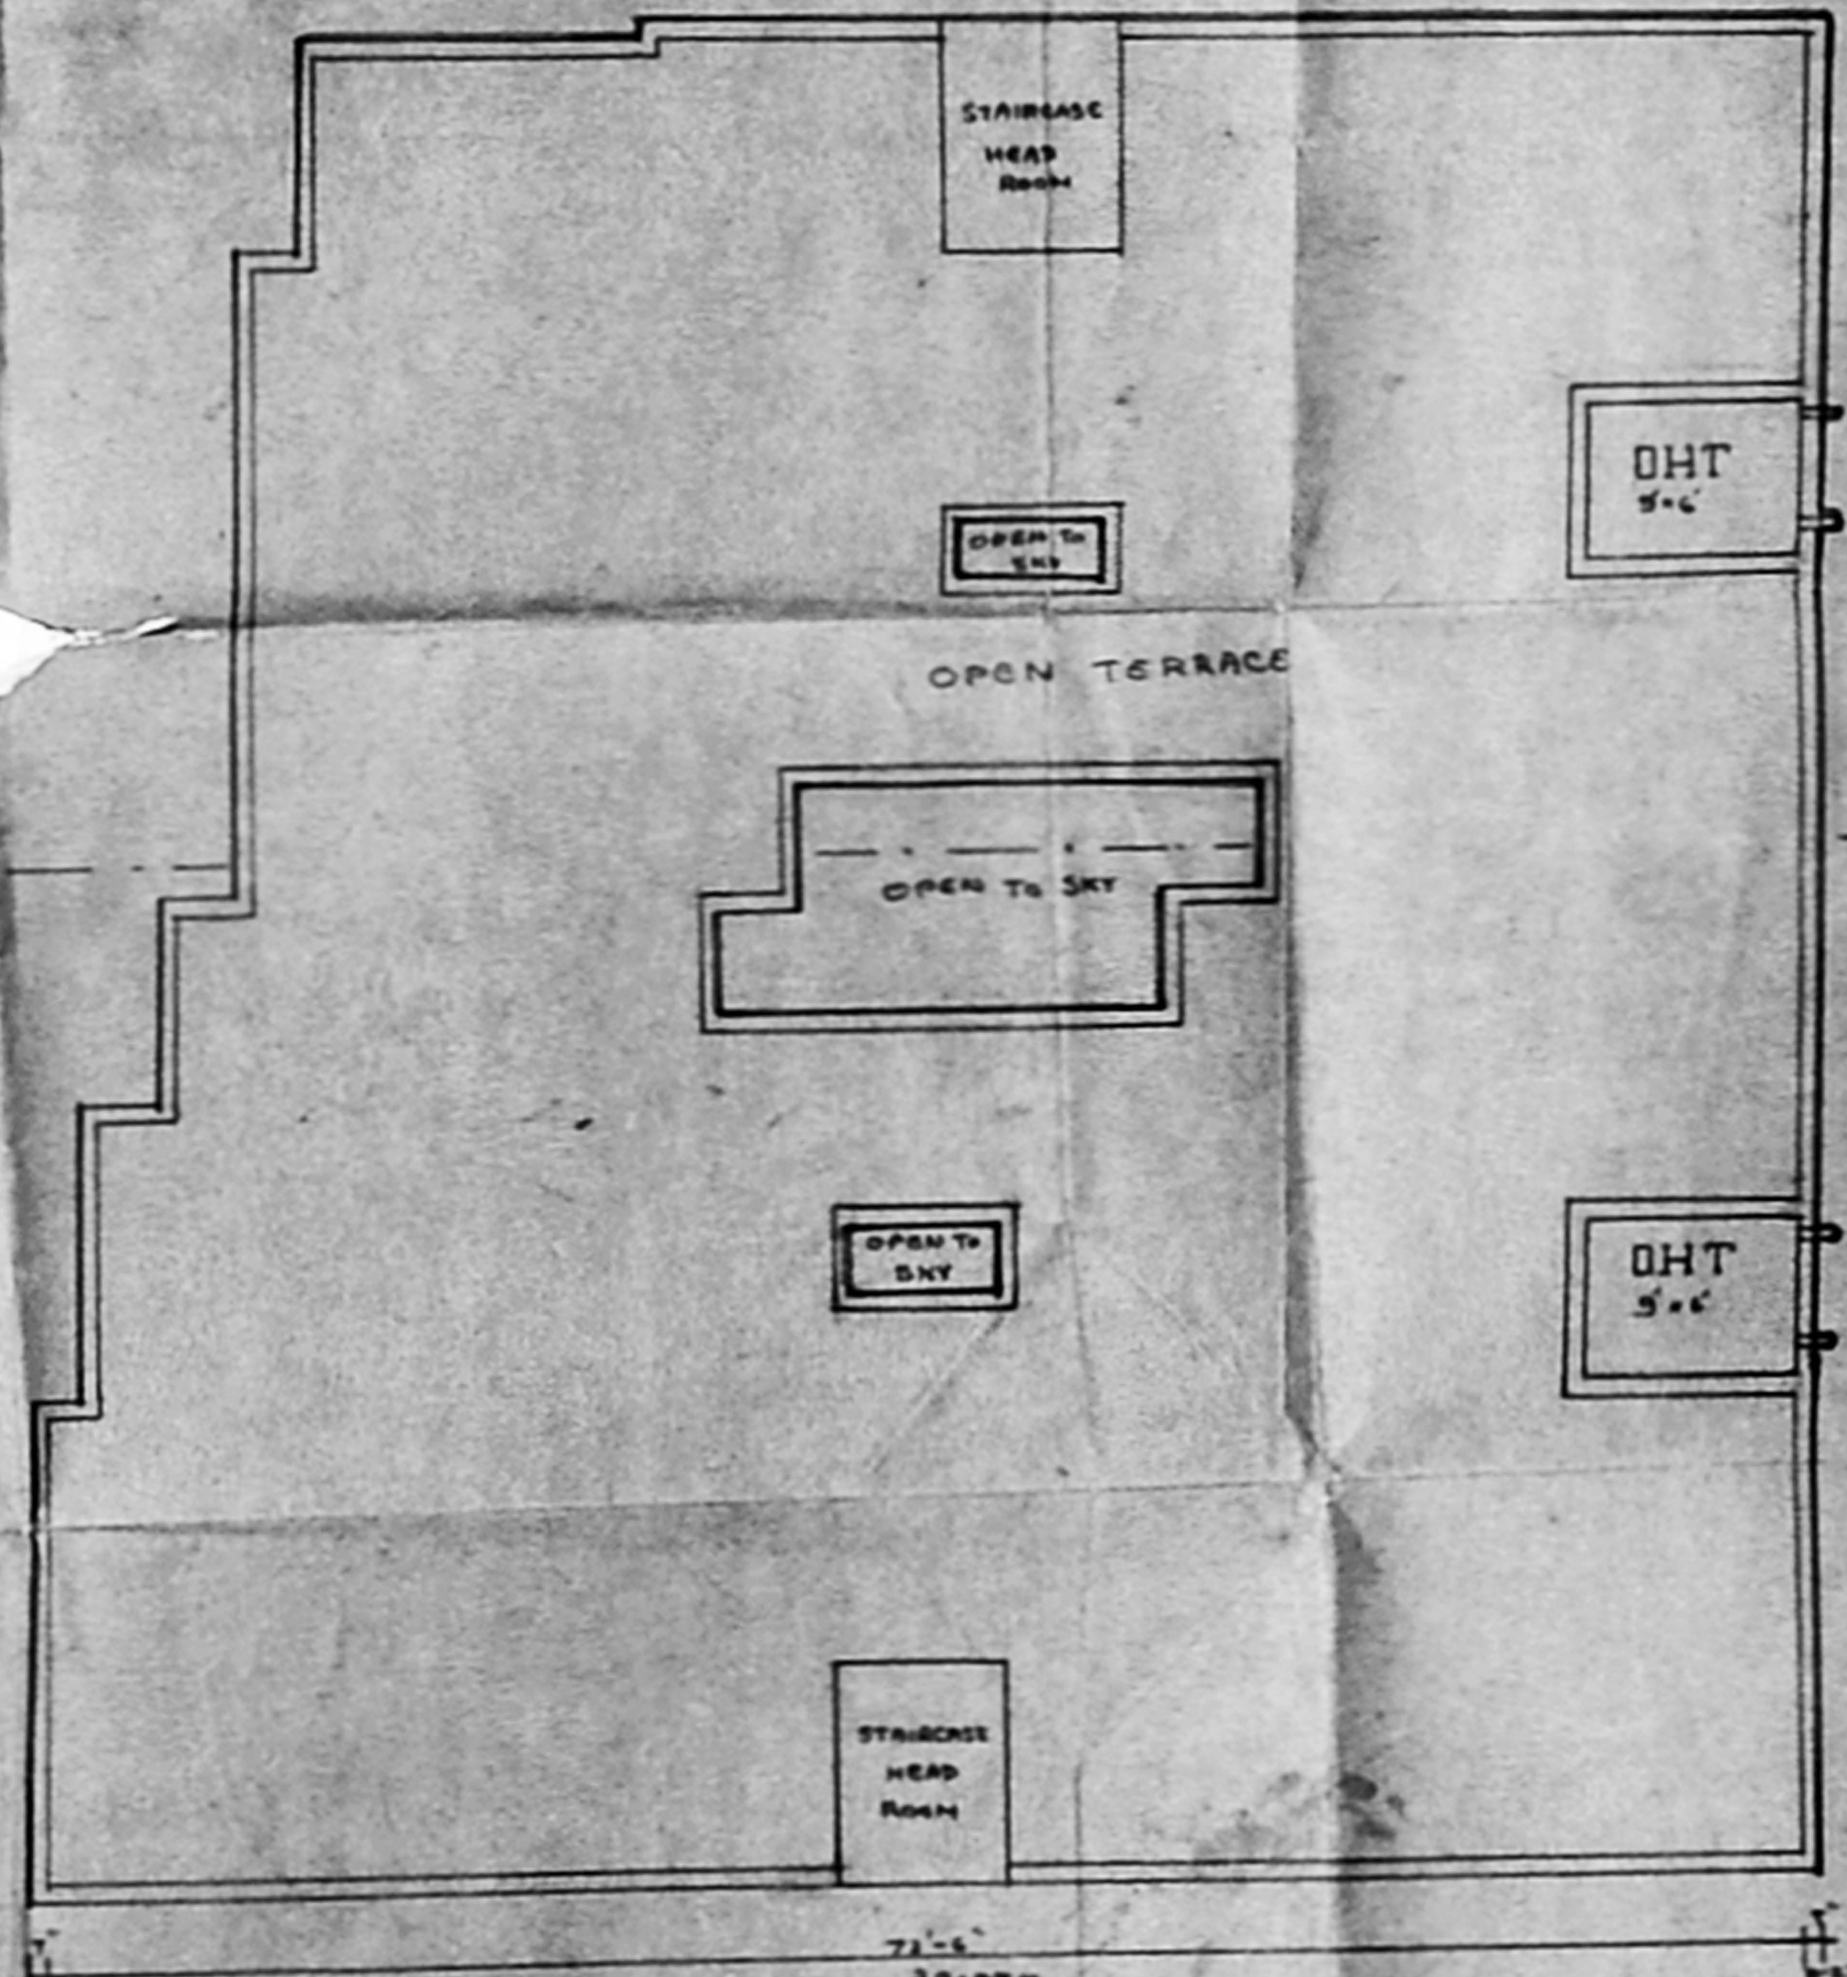 STAIRCASE
HEAD
ROOM
OHT
OPEN TO
SKY
OPEN TERRACE
OPEN TO SKY
OPEN TO
SKY
OHT
9'×6'
STAIRCASE
HEAD
ROOM